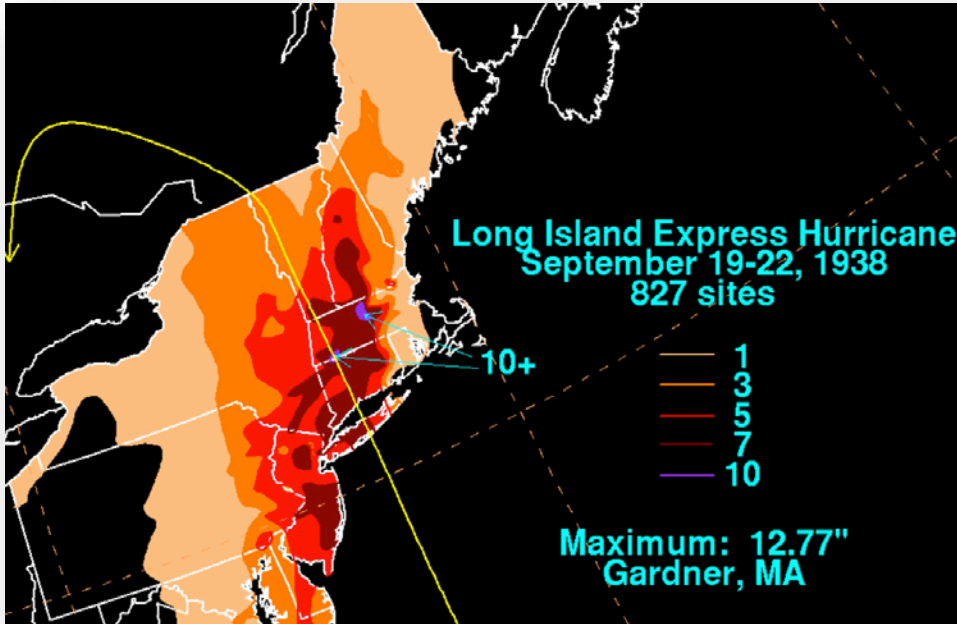 Long Island Express Hurricane
September 19-22, 1938
827 sites
10+
1
3
5
7
10
Maximum: 12.77"
Gardner, MA